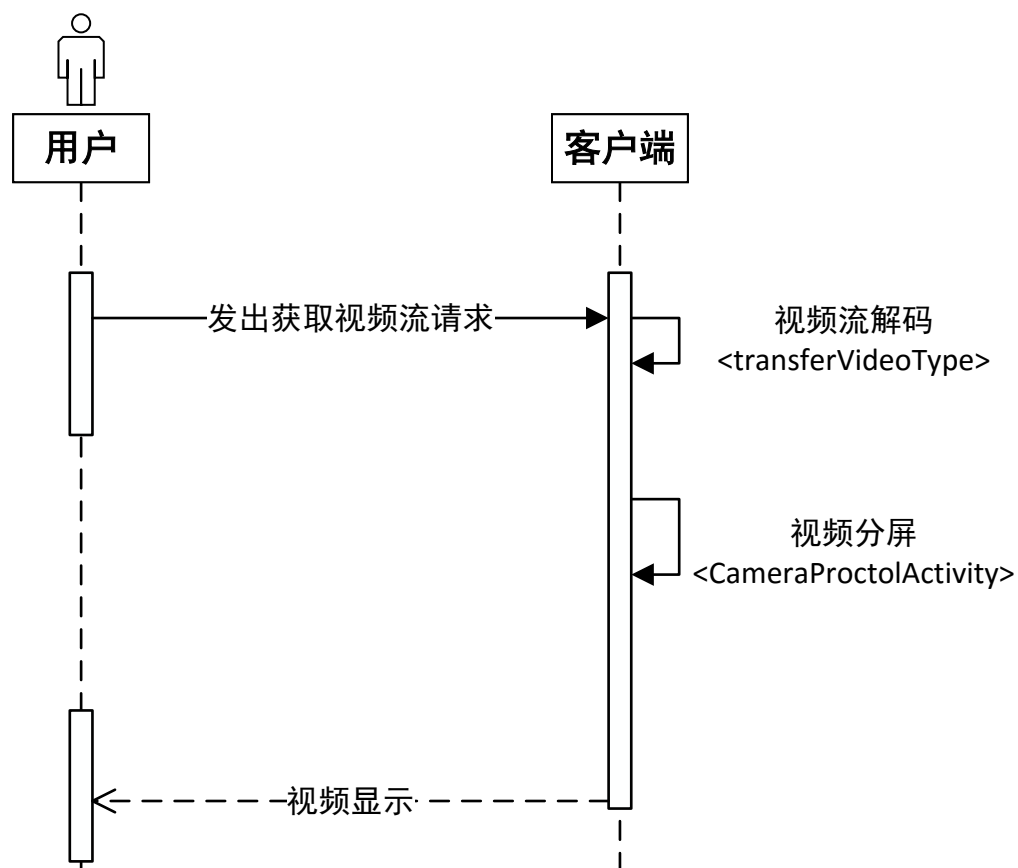 用户
客户端
发出获取视频流请求
视频流解码
<transferVideoType>
视频分屏
<CameraProctolActivity>
视频显示